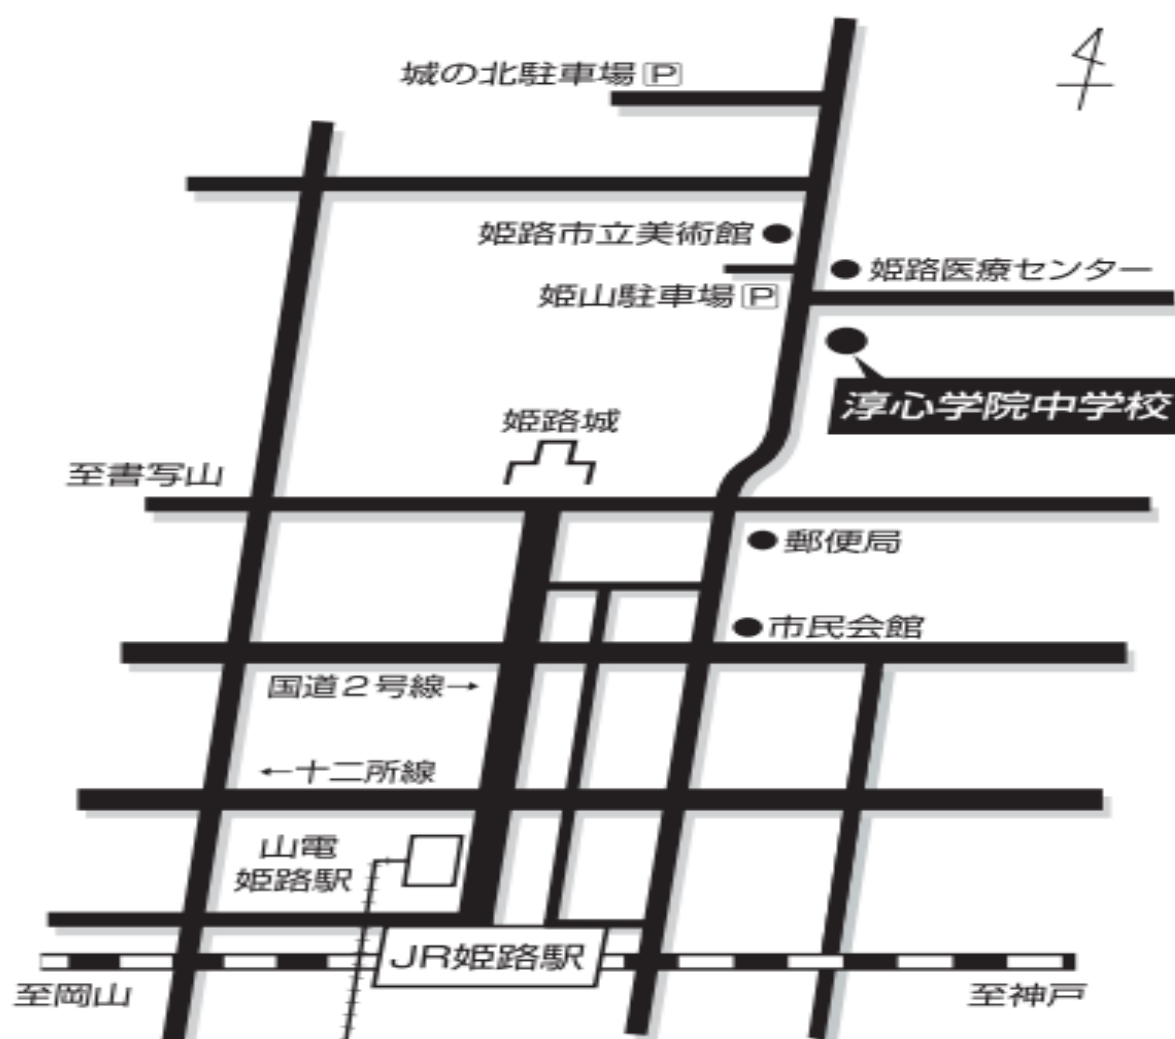 城の北駐車場 P
姫路市立美術館
姫路医療センター
姫山駐車場 P
淳心学院中学校
姫路城
至書写山
郵便局
市民会館
国道2号線→
←十二所線
山電
姫路駅
JR姫路駅
至岡山
至神戸